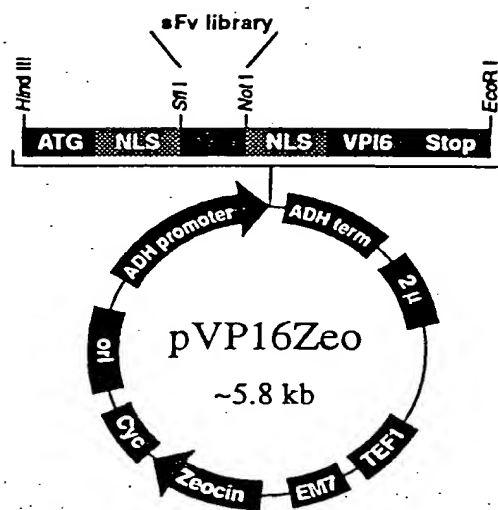 sFv library
Hind III
Sfi I
Not I
EcoR I
ATG NLS NLS VP16 Stop
ADH promoter
ADH term
2 μ
pVP16Zeo
~5.8 kb
ori
Cyc
Zeocin
EM7
TEF1